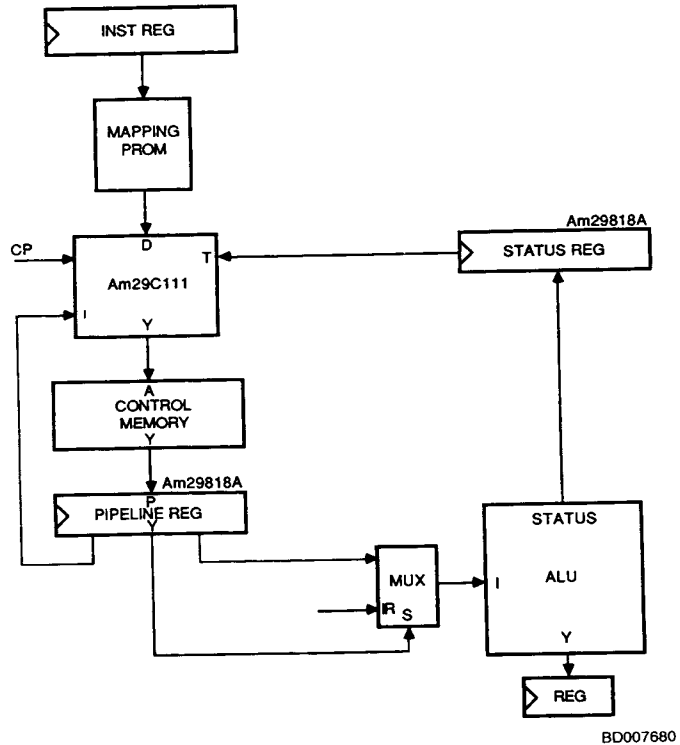 INST REG
MAPPING
PROM
Am29818A
CP
D
T
STATUS REG
Am29C111
I
Y
A
CONTROL
MEMORY
Y
Am29818A
P
PIPELINE REG
Y
STATUS
MUX
I
ALU
IR
S
Y
REG
BD007680